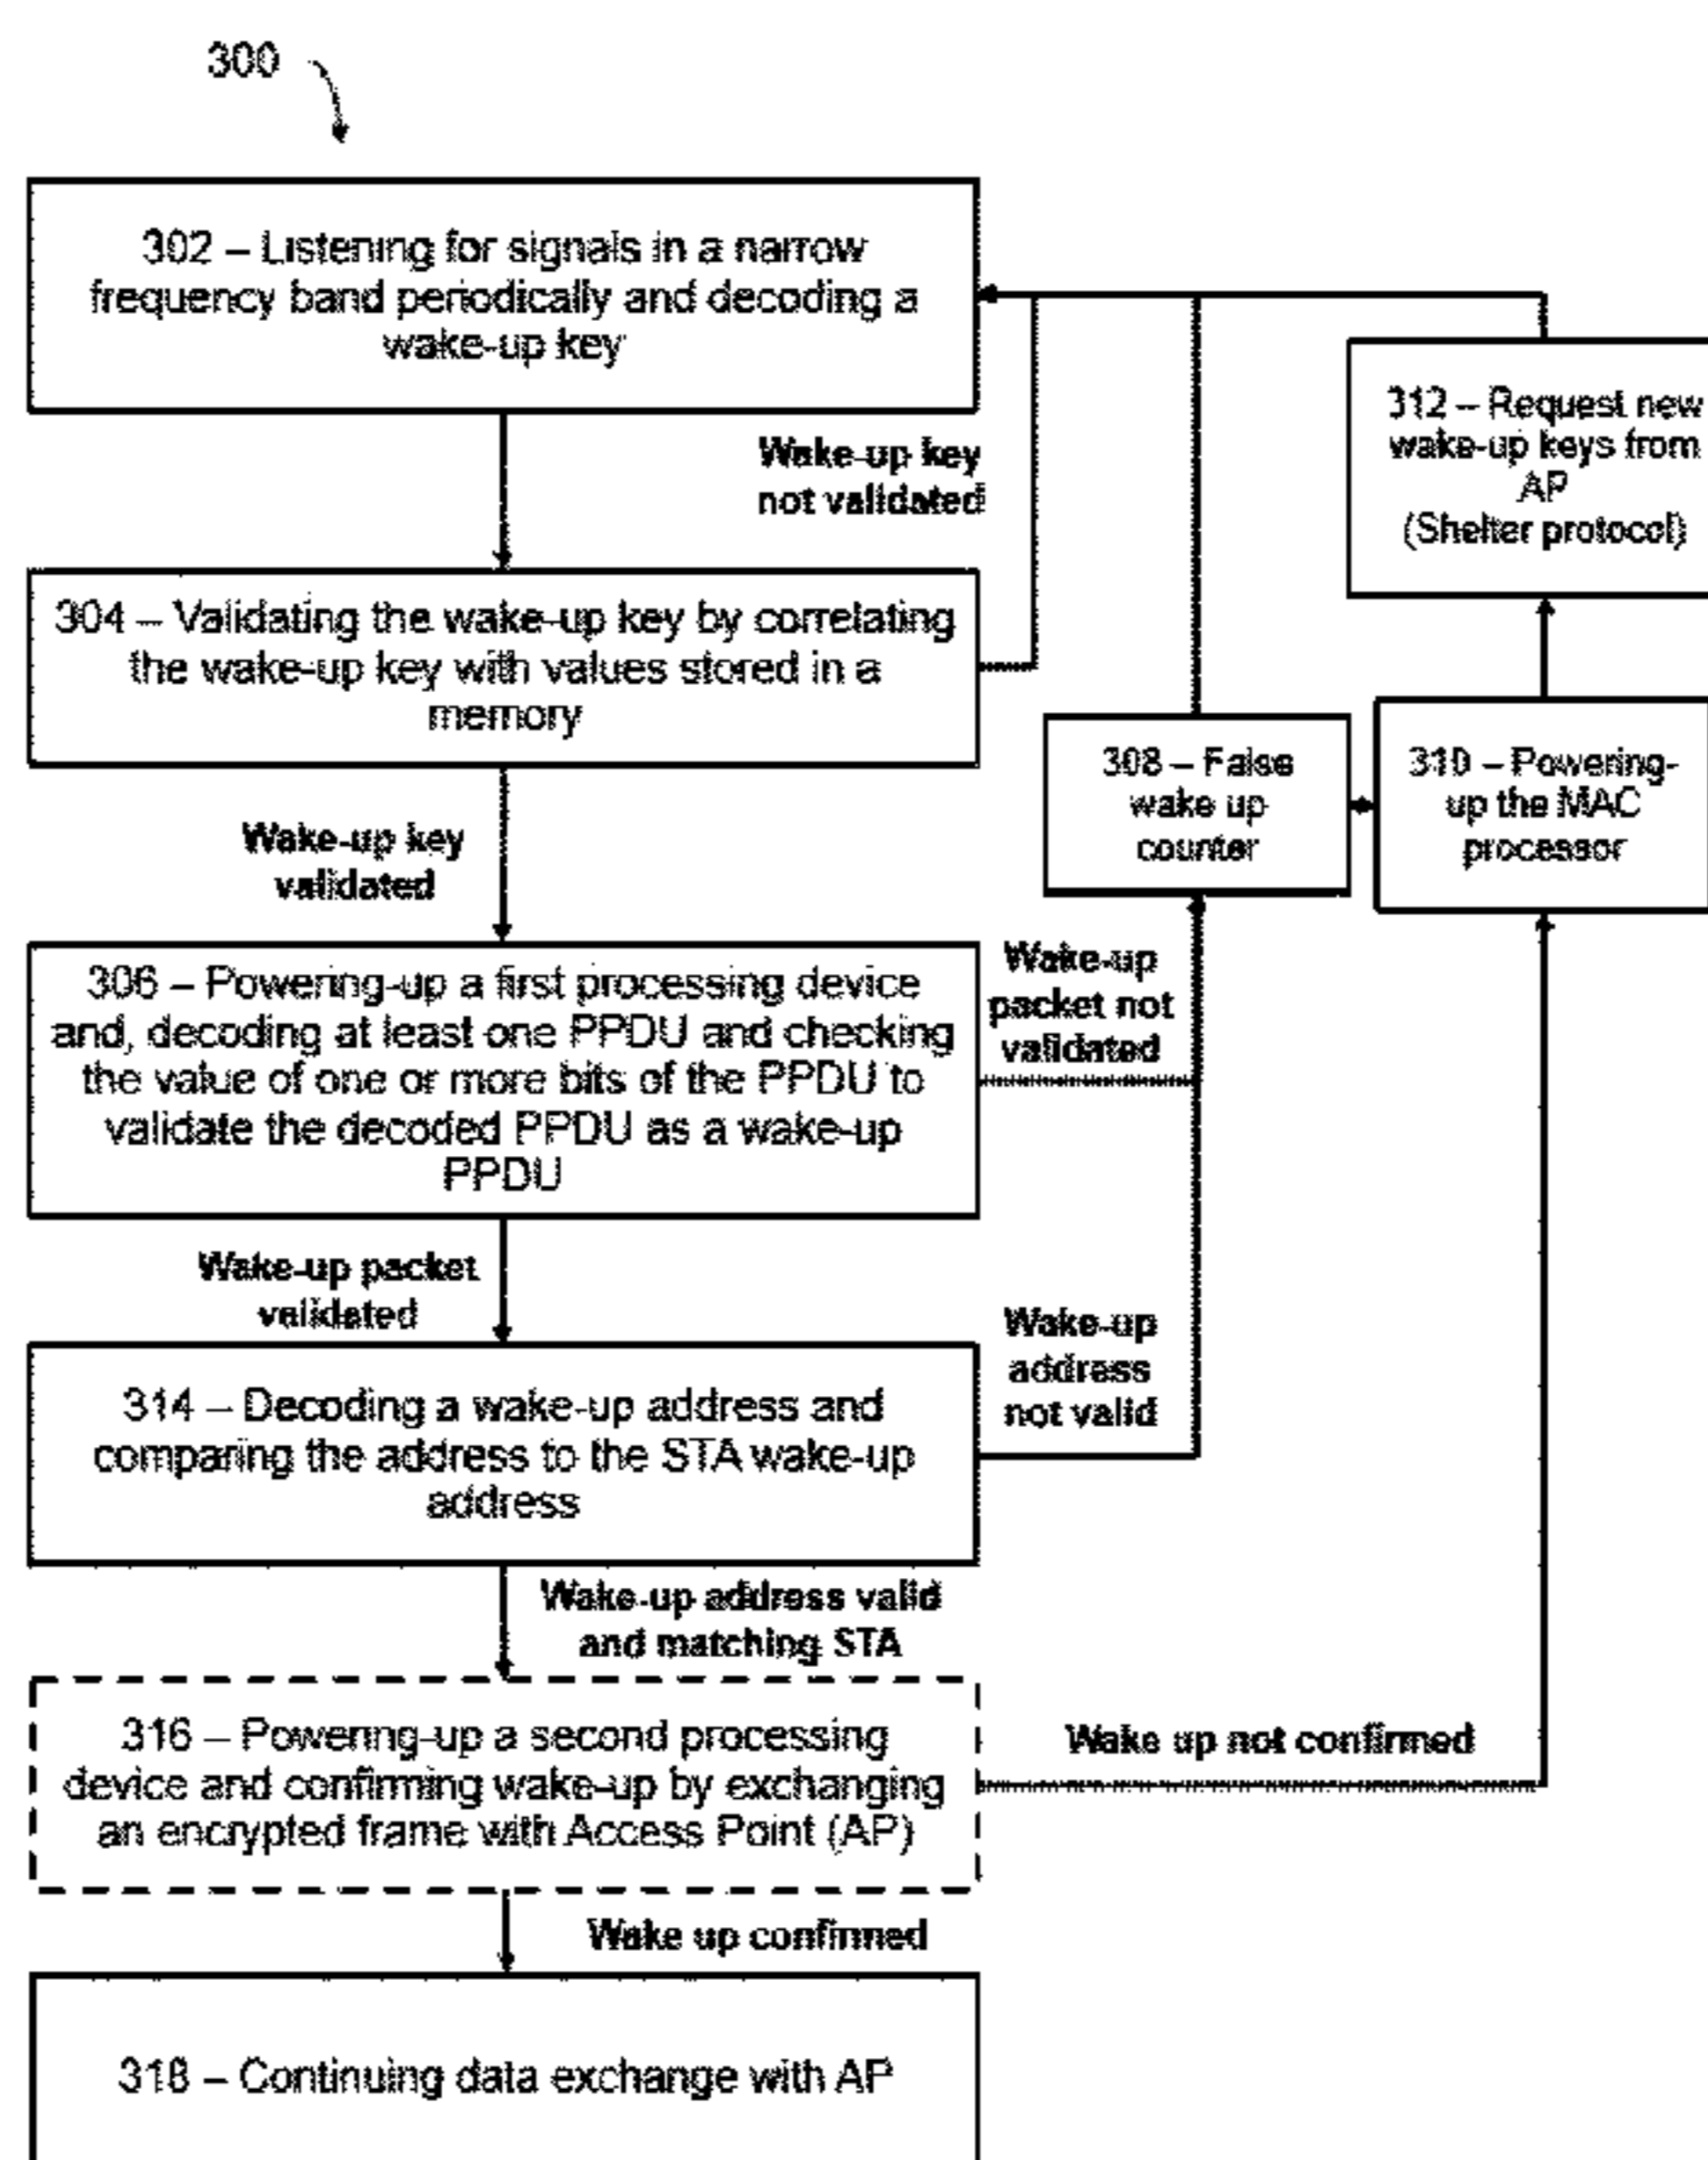 300
302 – Listening for signals in a narrow
frequency band periodically and decoding a
wake-up key
Wake-up key
not validated
312 – Request new
wake-up keys from
AP
(Shelter protocol)
304 – Validating the wake-up key by correlating
the wake-up key with values stored in a
memory
308 – False
wake up
counter
310 – Powering-
up the MAC
processor
Wake-up key
validated
306 – Powering-up a first processing device
and, decoding at least one PPDU and checking
the value of one or more bits of the PPDU to
validate the decoded PPDU as a wake-up
PPDU
Wake-up
packet not
validated
Wake-up packet
validated
314 – Decoding a wake-up address and
comparing the address to the STA wake-up
address
Wake-up
address
not valid
Wake-up address valid
and matching STA
316 – Powering-up a second processing
device and confirming wake-up by exchanging
an encrypted frame with Access Point (AP)
Wake up not confirmed
Wake up confirmed
318 – Continuing data exchange with AP